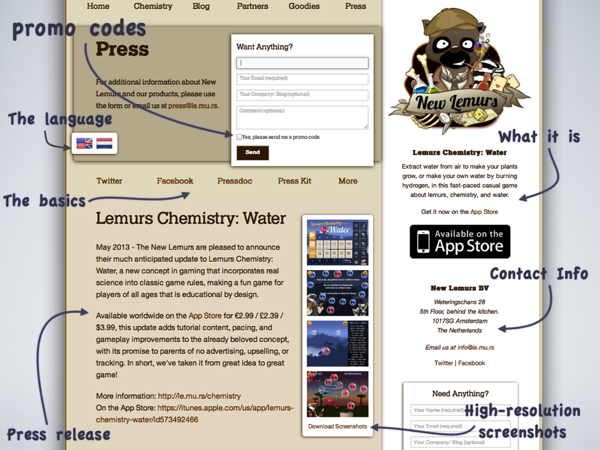 Home Chemistry Blog Partners Goodies Press
promo codes
Press
For additional information about New
Lemurs and our products, please use
the form or email us at press@le.mu.rs.
Want Anything?
Your Email (required)
Your Company/ Blog (optional)
Comment (optional)
Yes, please send me a promo code
Send
The language
The basics
Twitter Facebook Pressdoc Press Kit More
Lemurs Chemistry: Water
May 2013 - The New Lemurs are pleased to announce
their much anticipated update to Lemurs Chemistry:
Water, a new concept in gaming that incorporates real
science into classic game rules, making a fun game for
players of all ages that is educational by design.
Available worldwide on the App Store for €2.99 / £2.39 /
$3.99, this update adds tutorial content, pacing, and
gameplay improvements to the already beloved concept,
with its promise to parents of no advertising, upselling, or
tracking. In short, we've taken it from great idea to great
game!
More information: http://le.mu.rs/chemistry
On the App Store: https://itunes.apple.com/us/app/lemurs-
chemistry-water/id573492466
Press release
Water
Download Screenshots
High-resolution
screenshots
New Lemurs
What it is
Lemurs Chemistry: Water
Extract water from air to make your plants
grow, or make your own water by burning
hydrogen, in this fast-paced casual game
about lemurs, chemistry, and water.
Get it now on the App Store
Available on the
App Store
Contact Info
New Lemurs BV
Weteringschans 28
5th Floor, behind the kitchen.
1017SG Amsterdam
The Netherlands
Email us at info@le.mu.rs
Twitter | Facebook
Need Anything?
Your Name (required)
Your Email (required)
Your Company/ Blog (optional)